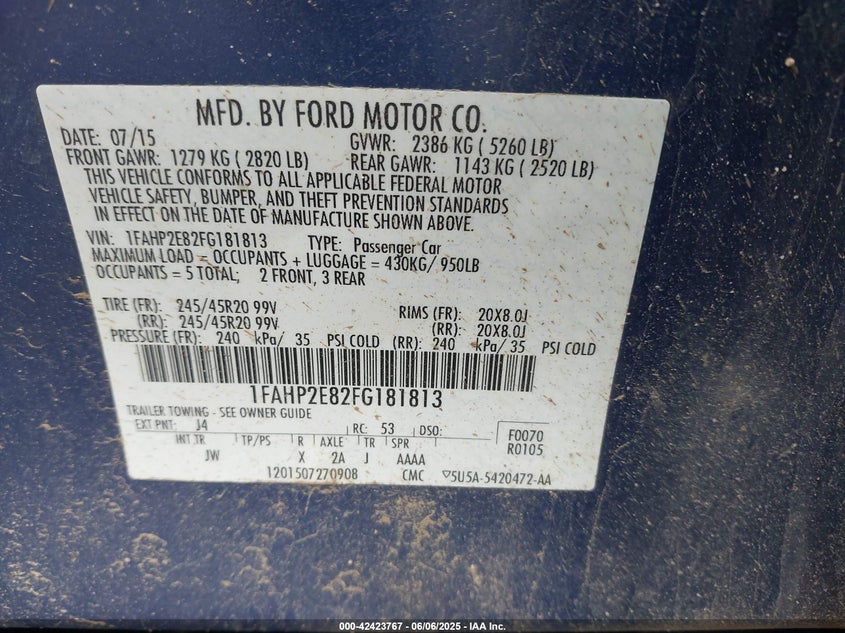 MFD. BY FORD MOTOR CO.
DATE: 07/15 GVWR: 2386 KG ( 5260 LB)
FRONT GAWR: 1279 KG ( 2820 LB) REAR GAWR: 1143 KG ( 2520 LB)
THIS VEHICLE CONFORMS TO ALL APPLICABLE FEDERAL MOTOR
VEHICLE SAFETY, BUMPER, AND THEFT PREVENTION STANDARDS
IN EFFECT ON THE DATE OF MANUFACTURE SHOWN ABOVE.
VIN: 1FAHP2E82FG181813 TYPE: Passenger Car
MAXIMUM LOAD = OCCUPANTS + LUGGAGE = 430KG/ 950LB
OCCUPANTS = 5 TOTAL; 2 FRONT, 3 REAR
TIRE (FR): 245/45R20 99V RIMS (FR): 20X8.0J
(RR): 245/45R20 99V (RR): 20X8.0J
PRESSURE (FR): 240 kPa/ 35 PSI COLD (RR): 240 kPa/ 35 PSI COLD
1FAHP2E82FG181813
TRAILER TOWING - SEE OWNER GUIDE
EXT PNT: J4 RC: 53 DSO: F0070
INT TR TP/PS R AXLE TR SPR R0105
JW X 2A J AAAA
1201507270908 CMC ▽5U5A-5420472-AA
000-42423767 - 06/06/2025 - IAA Inc.